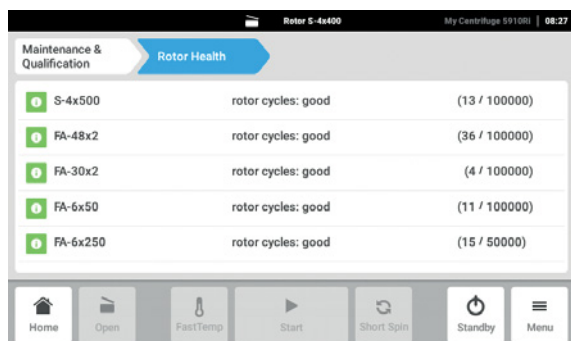 Rotor S-4x400 My Centrifuge 5910Ri | 08:27
Maintenance &
Qualification
Rotor Health
S-4x500 rotor cycles: good (13 / 100000)
FA-48x2 rotor cycles: good (36 / 100000)
FA-30x2 rotor cycles: good (4 / 100000)
FA-6x50 rotor cycles: good (11 / 100000)
FA-6x250 rotor cycles: good (15 / 50000)
Home Open FastTemp Start Short Spin Standby Menu